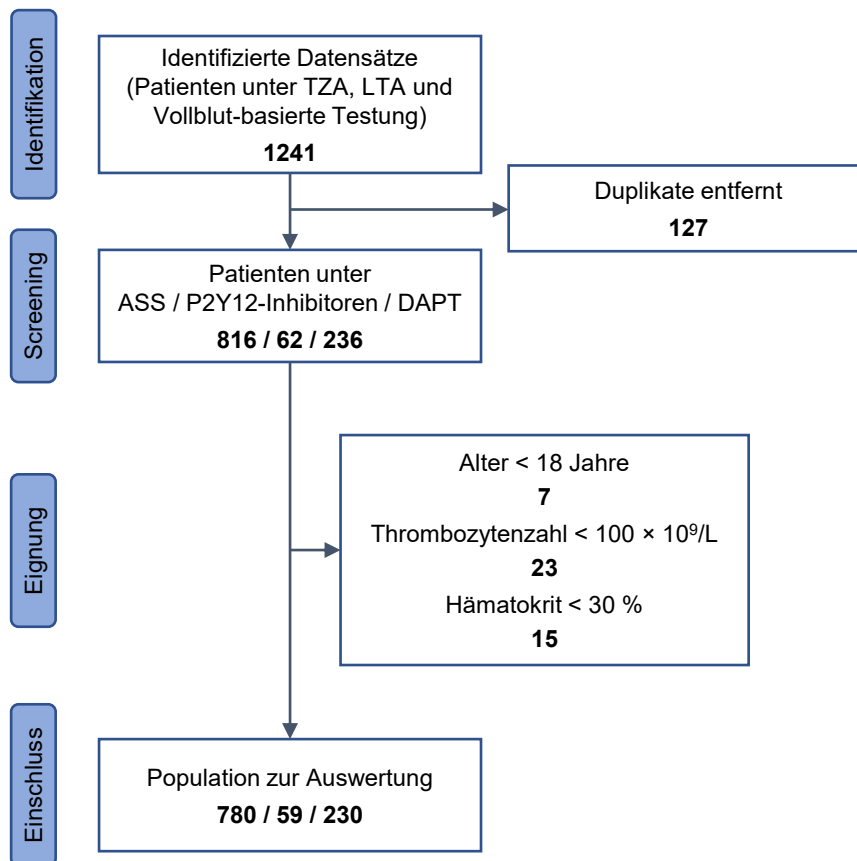 Identifikation
Identifizierte Datensätze
(Patienten unter TZA, LTA und
Vollblut-basierte Testung)
1241
Duplikate entfernt
127
Screening
Patienten unter
ASS / P2Y12-Inhibitoren / DAPT
816 / 62 / 236
Eignung
Alter < 18 Jahre
7
Thrombozytenzahl < 100 × 10⁹/L
23
Hämatokrit < 30 %
15
Einschluss
Population zur Auswertung
780 / 59 / 230